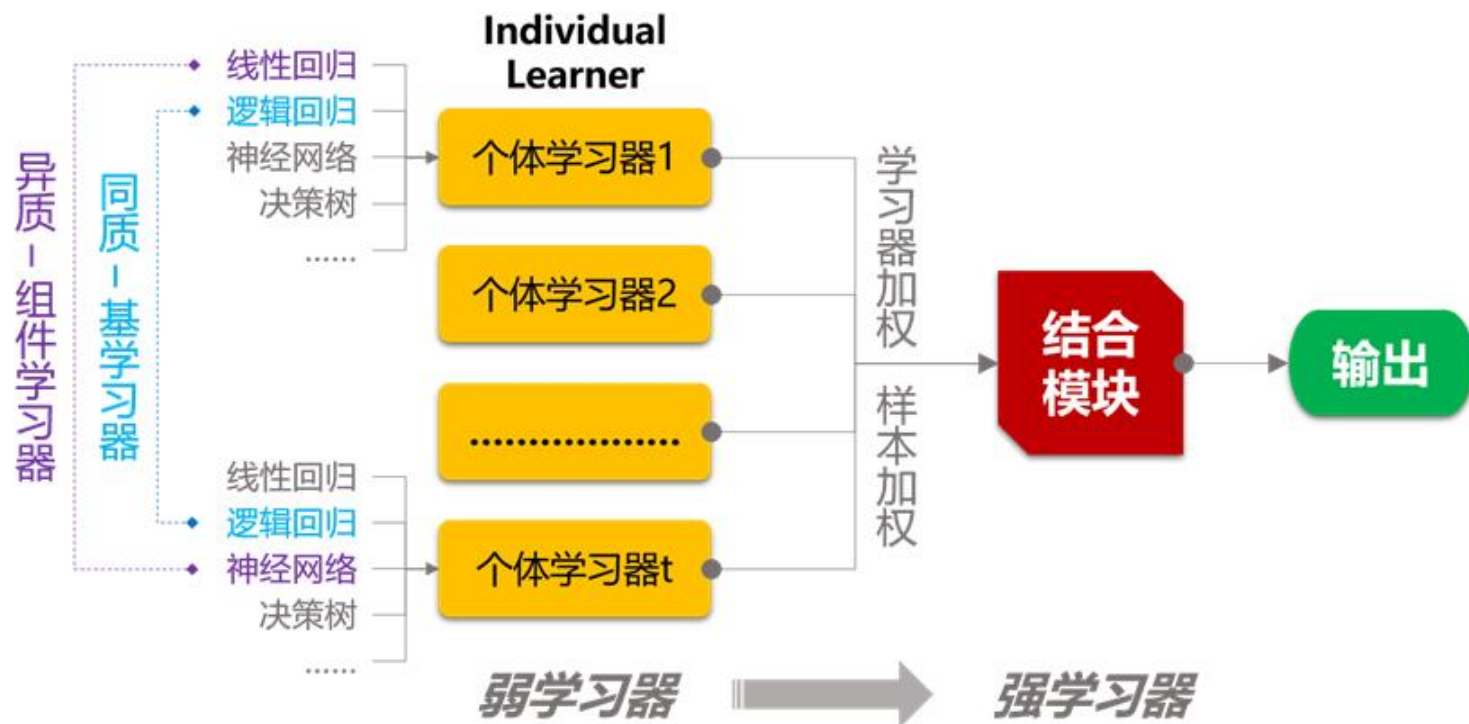 Individual
Learner
异质-组件学习器
同质-基学习器
线性回归
逻辑回归
神经网络
决策树
......
个体学习器1
个体学习器2
..................
线性回归
逻辑回归
神经网络
决策树
......
个体学习器t
学习器加权
样本加权
结合
模块
输出
弱学习器
强学习器